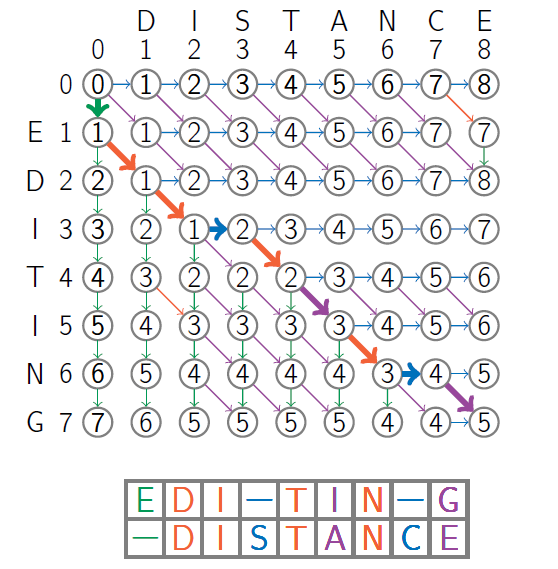 D I S T A N C E
0 1 2 3 4 5 6 7 8
0 0 1 2 3 4 5 6 7 8
E 1 1 1 2 3 4 5 6 7 7
D 2 2 1 2 3 4 5 6 7 8
I 3 3 2 1 2 3 4 5 6 7
T 4 4 3 2 2 2 3 4 5 6
I 5 5 4 3 3 3 3 4 5 6
N 6 6 5 4 4 4 4 3 4 5
G 7 7 6 5 5 5 5 4 4 5
E D I — T I N — G
— D I S T A N C E